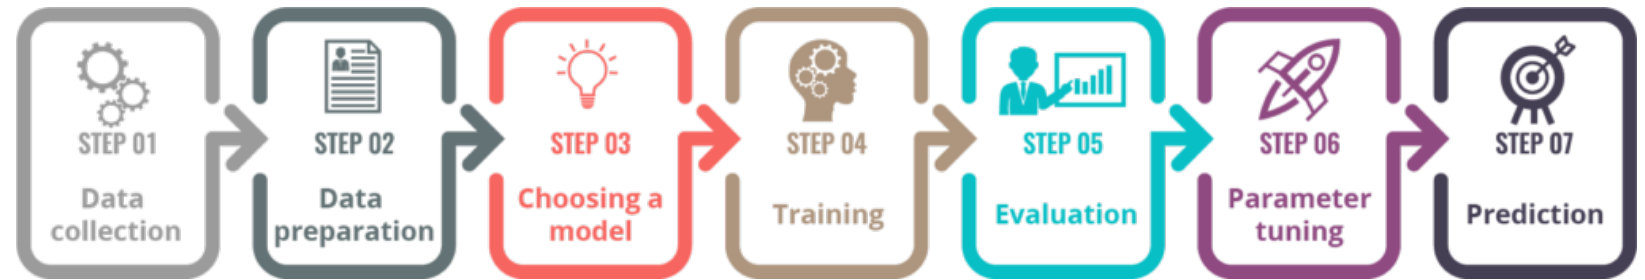 STEP 01
Data
collection
STEP 02
Data
preparation
STEP 03
Choosing a
model
STEP 04
Training
STEP 05
Evaluation
STEP 06
Parameter
tuning
STEP 07
Prediction